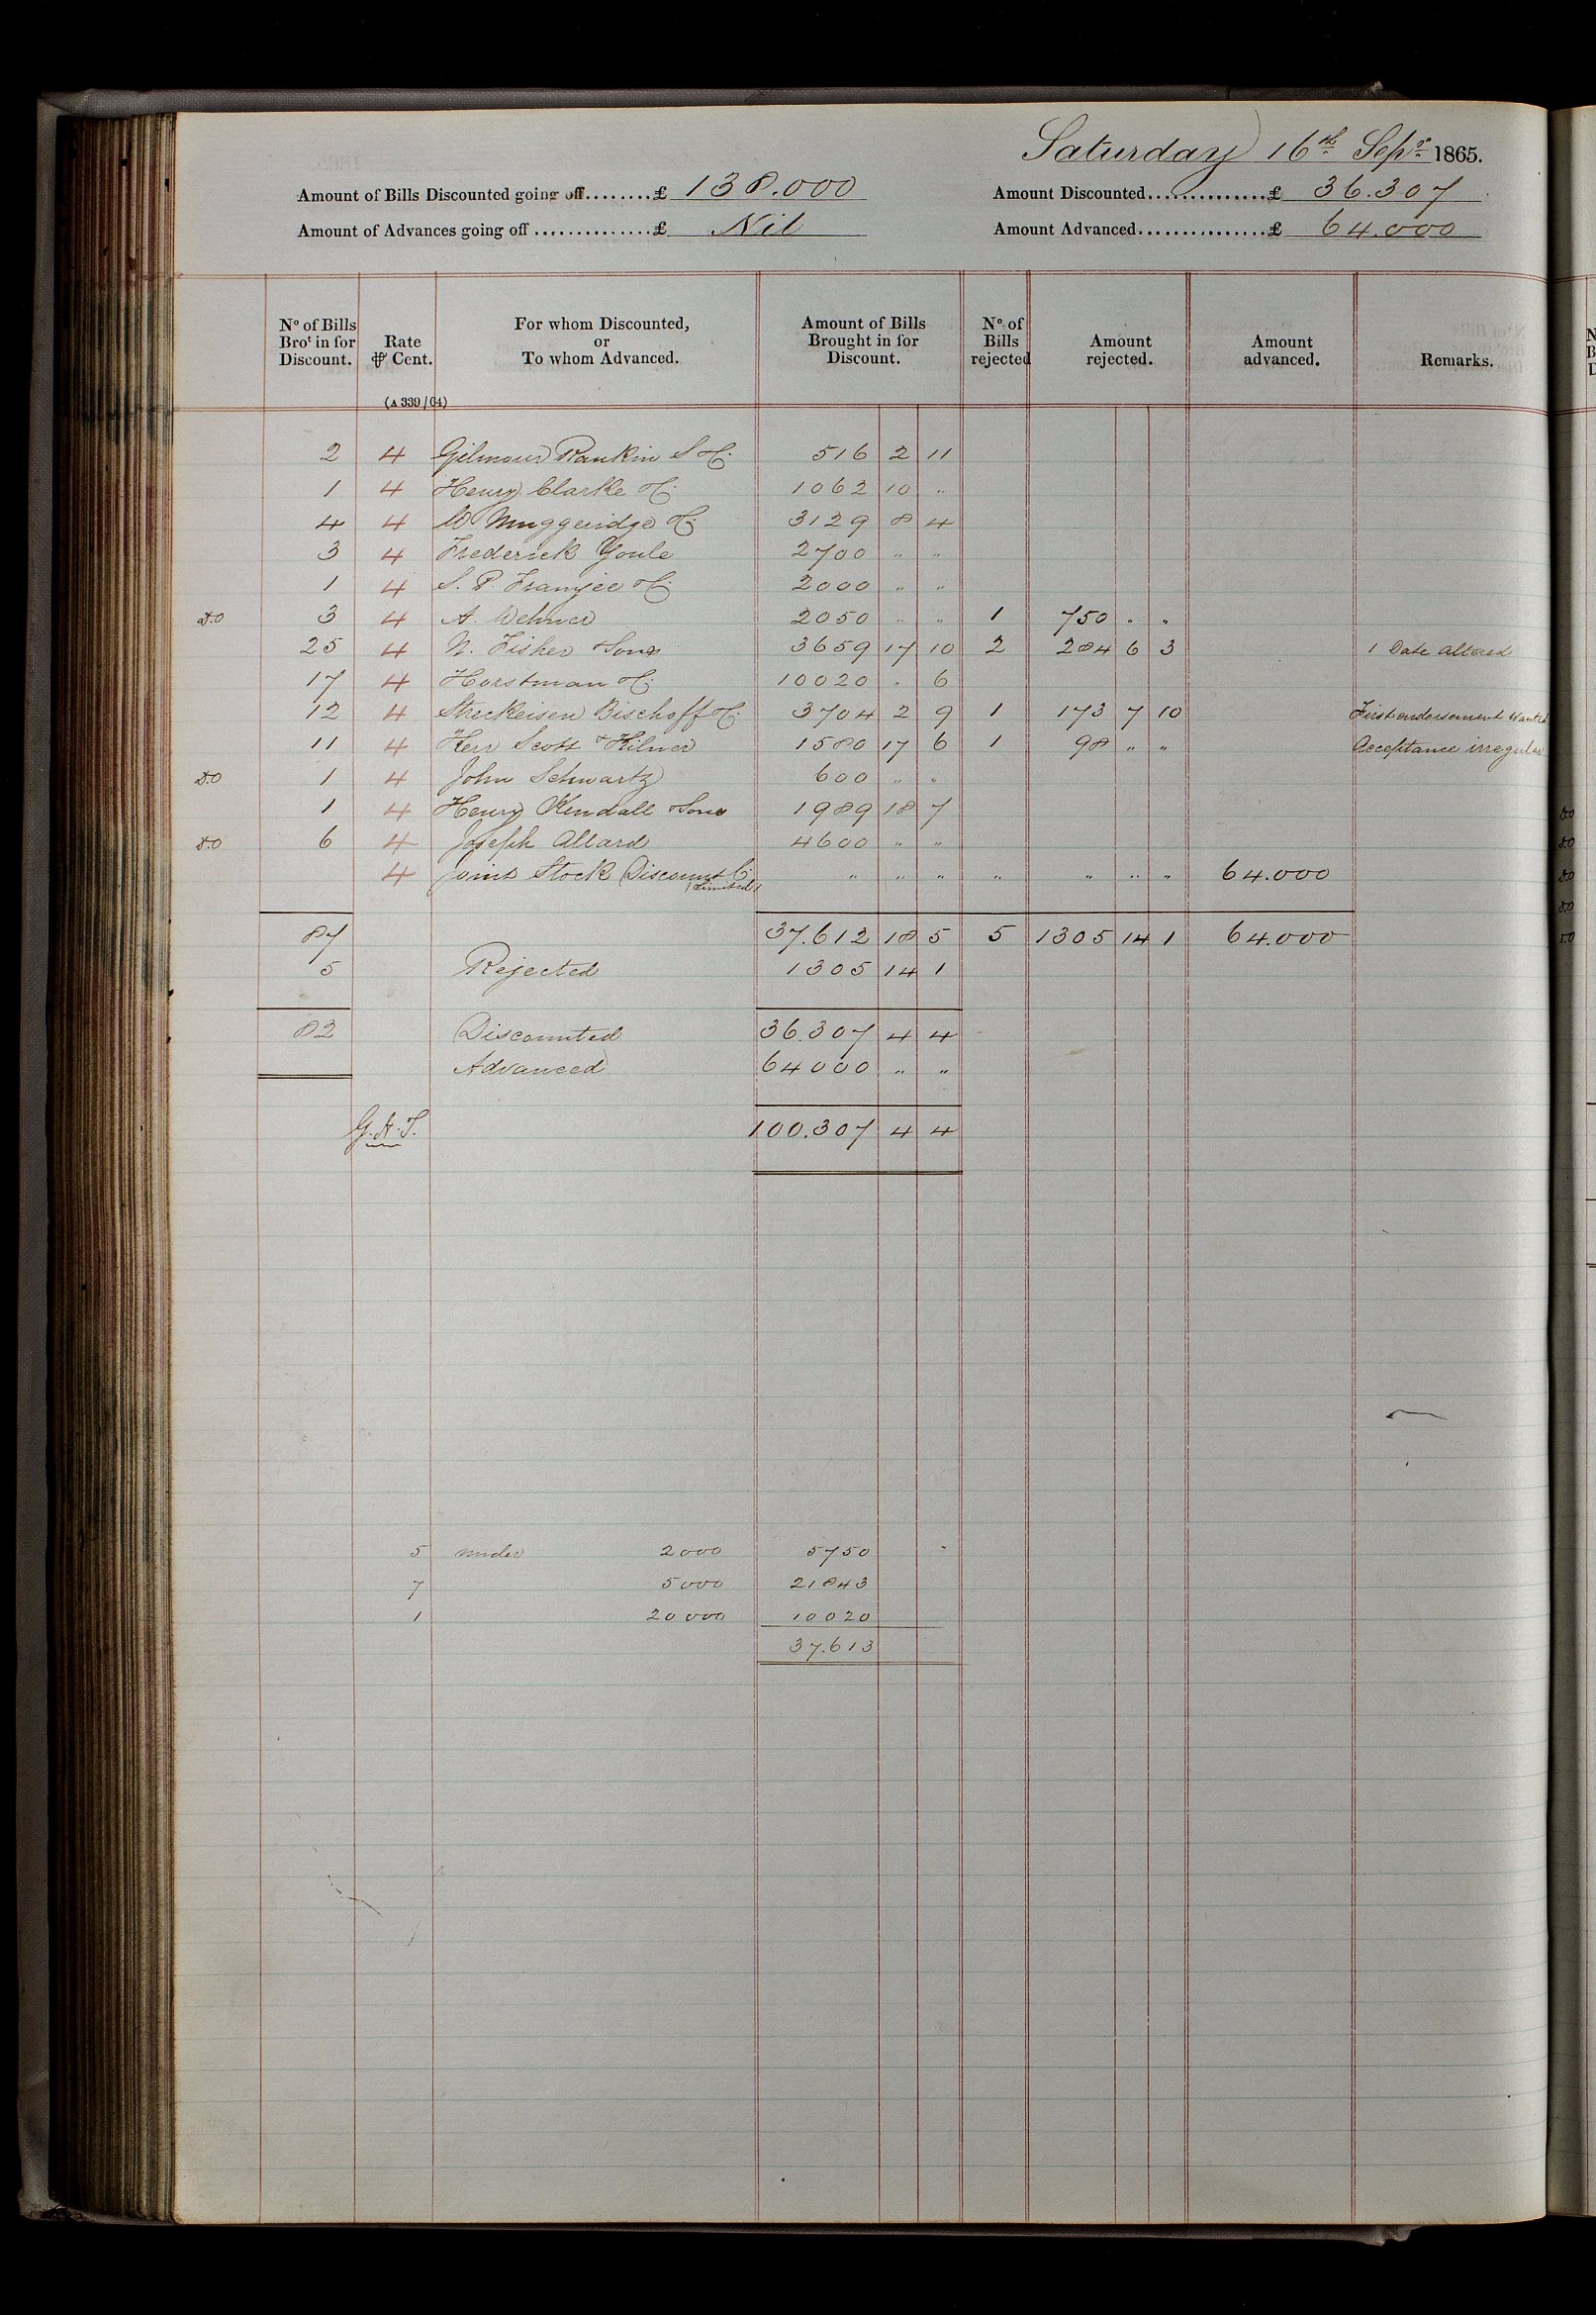 Saturday 16th Sepr 1865.
Amount of Bills Discounted going off........£ 138.000 Amount Discounted...............£ 36.307
Amount of Advances going off...............£ Nil Amount Advanced................£ 64.000
No of Bills Brot in for Discount. Rate ⅌ Cent. For whom Discounted, or To whom Advanced. Amount of Bills Brought in for Discount. No of Bills rejected Amount rejected. Amount advanced. Remarks.
(A 339/64)
2 4 Gilmour Rankin S & Co. 516 2 11
1 4 Henry Clarke & Co. 1062 10 "
4 4 W Muggeridge & Co. 3129 8 4
3 4 Frederick Youle 2700 " "
1 4 S. P. Framjee & Co. 2000 " "
D.O 3 4 A. Wehner 2050 " " 1 750 " "
25 4 N. Fisher & Sons 3659 17 10 2 284 6 3 1 Date altered
17 4 Horstman & Co. 10020 " 6
12 4 Streckeisen Bischoff & Co. 3704 2 9 1 173 7 10 First endorsement Wanted
11 4 Kerr Scott & Kilner 1580 17 6 1 98 " " Acceptance irregular
D.O 1 4 John Schwartz 600 " "
1 4 Henry Kendall & Sons 1989 18 7
D.O 6 4 Joseph Allard 4600 " "
4 Joint Stock Discount Co. (Limited) " " " " " " " 64.000
87 37.612 18 5 5 1305 14 1 64.000
5 Rejected 1305 14 1
82 Discounted 36.307 4 4
Advanced 64000 " "
G.A.T. 100.307 4 4
5 under 2000 5750
7 5000 21843
1 20000 10020
37.613